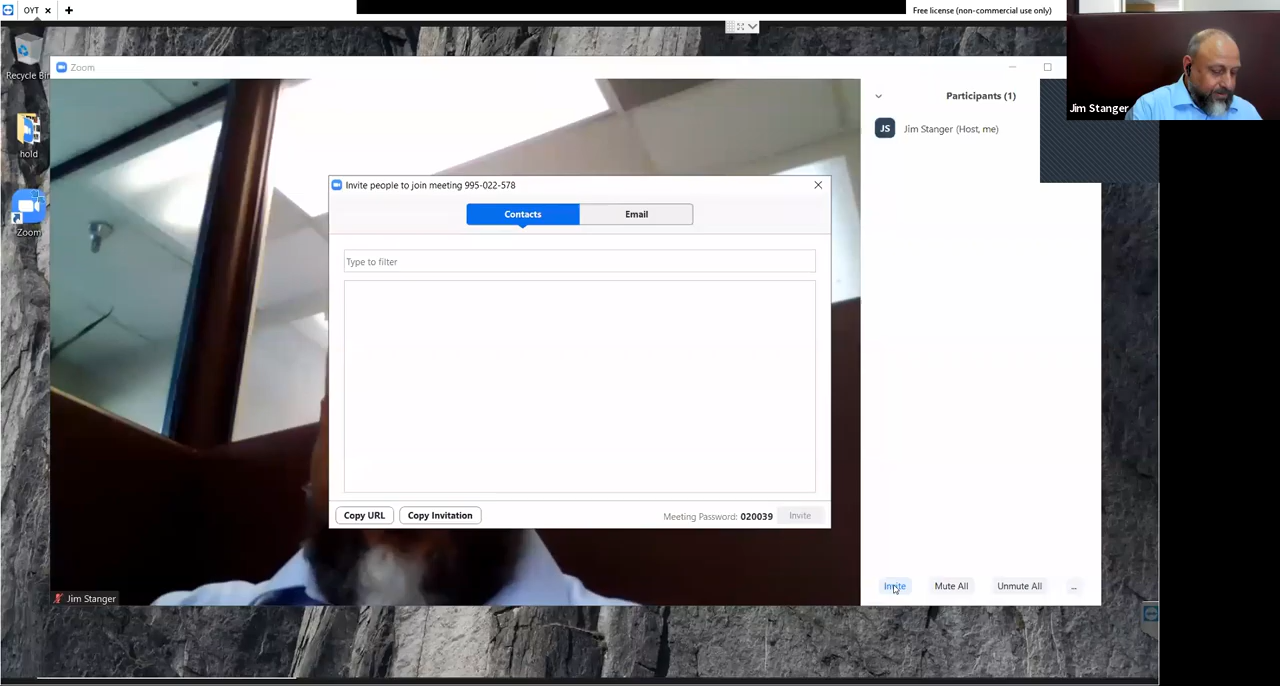 OYT
Free license (non-commercial use only)
Recycle Bin
Zoom
Participants (1)
Jim Stanger
JS
Jim Stanger (Host, me)
hold
Invite people to join meeting 995-022-578
Contacts
Email
Zoom
Type to filter
Copy URL
Copy Invitation
Meeting Password: 020039
Invite
Invite
Mute All
Unmute All
...
Jim Stanger